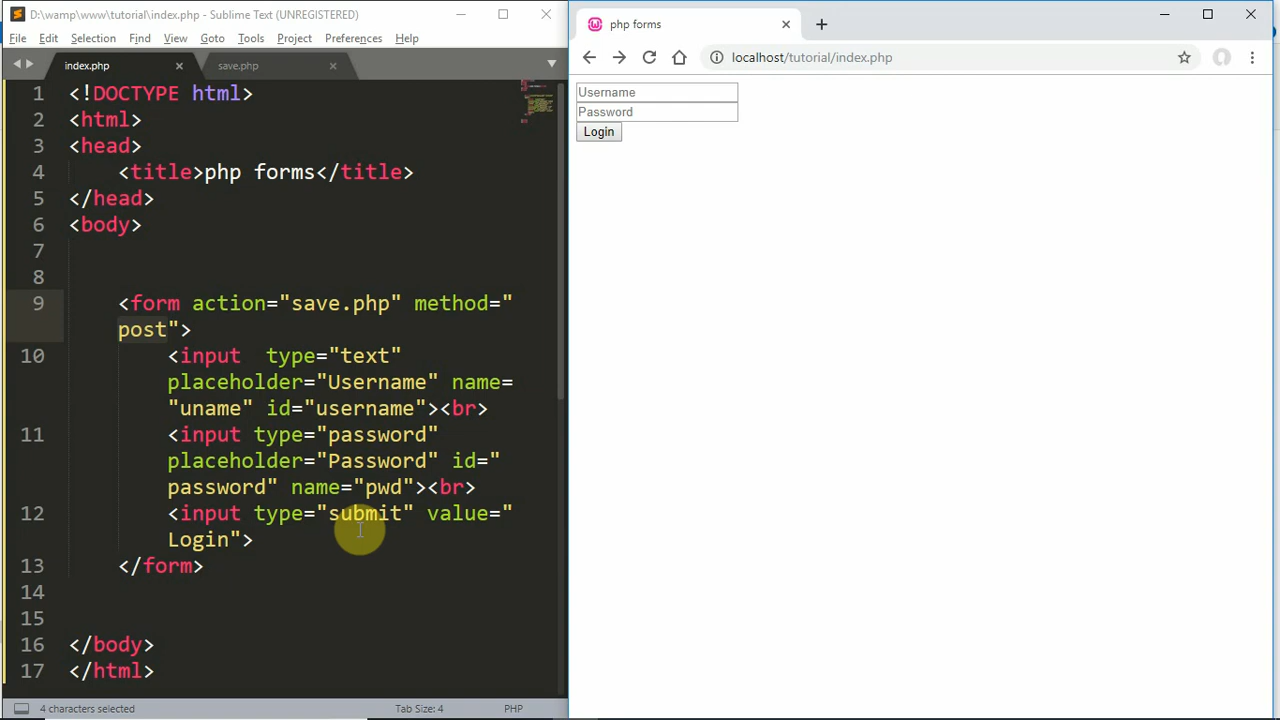 D:\wamp\www\tutorial\index.php - Sublime Text (UNREGISTERED)
File Edit Selection Find View Goto Tools Project Preferences Help
index.php save.php
1 <!DOCTYPE html>
2 <html>
3 <head>
4 <title>php forms</title>
5 </head>
6 <body>
7
8
9 <form action="save.php" method="
post">
10 <input  type="text"
placeholder="Username" name=
"uname" id="username"><br>
11 <input type="password"
placeholder="Password" id="
password" name="pwd"><br>
12 <input type="submit" value="
Login">
13 </form>
14
15
16 </body>
17 </html>
4 characters selected Tab Size: 4 PHP
php forms
localhost/tutorial/index.php
Username
Password
Login